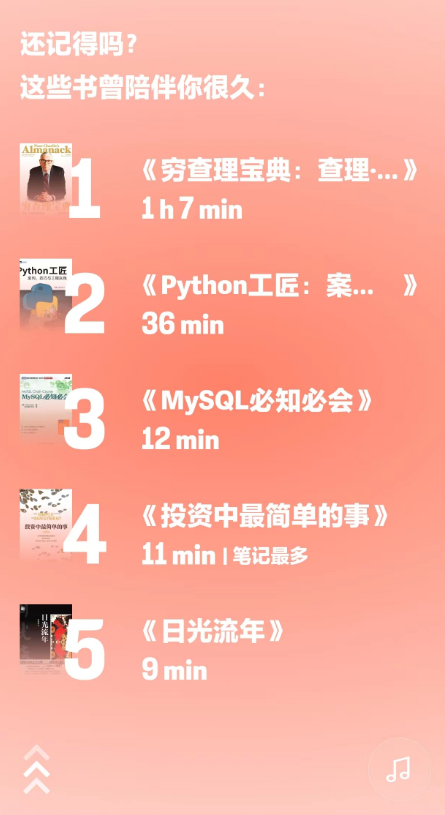 还记得吗？
这些书曾陪伴你很久：
Almanack
1
《穷查理宝典：查理·...》
1 h 7 min
Python工匠
2
《Python工匠：案... 》
36 min
MySQL必知必会
3
《MySQL必知必会》
12 min
投资中最简单的事
4
《投资中最简单的事》
11 min | 笔记最多
日光流年
5
《日光流年》
9 min